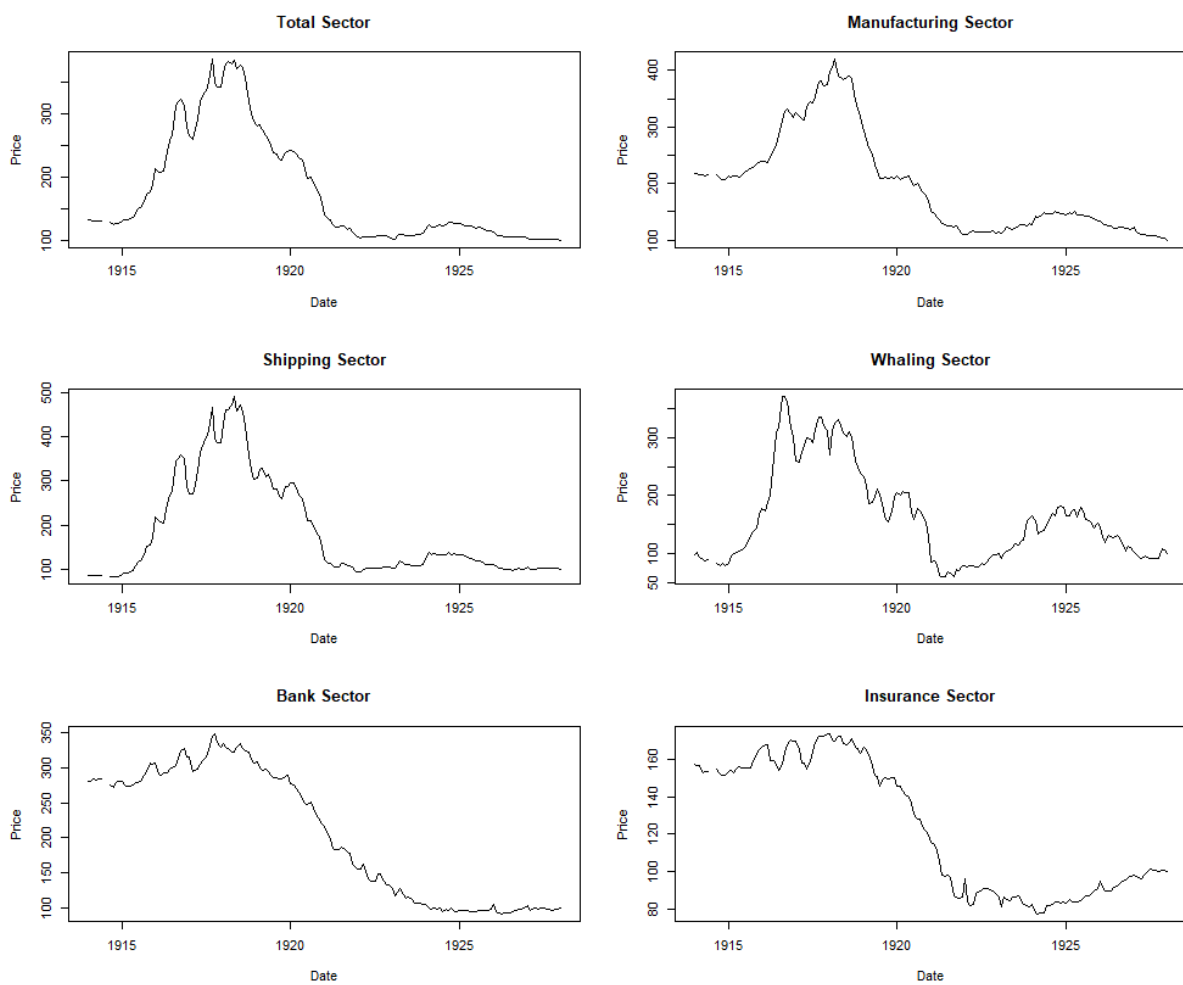 Total Sector
Price
100
200
300
1915
1920
1925
Date
Manufacturing Sector
Price
100
200
300
400
1915
1920
1925
Date
Shipping Sector
Price
100
200
300
400
500
1915
1920
1925
Date
Whaling Sector
Price
50
100
200
300
1915
1920
1925
Date
Bank Sector
Price
100
150
200
250
300
350
1915
1920
1925
Date
Insurance Sector
Price
80
100
120
140
160
1915
1920
1925
Date